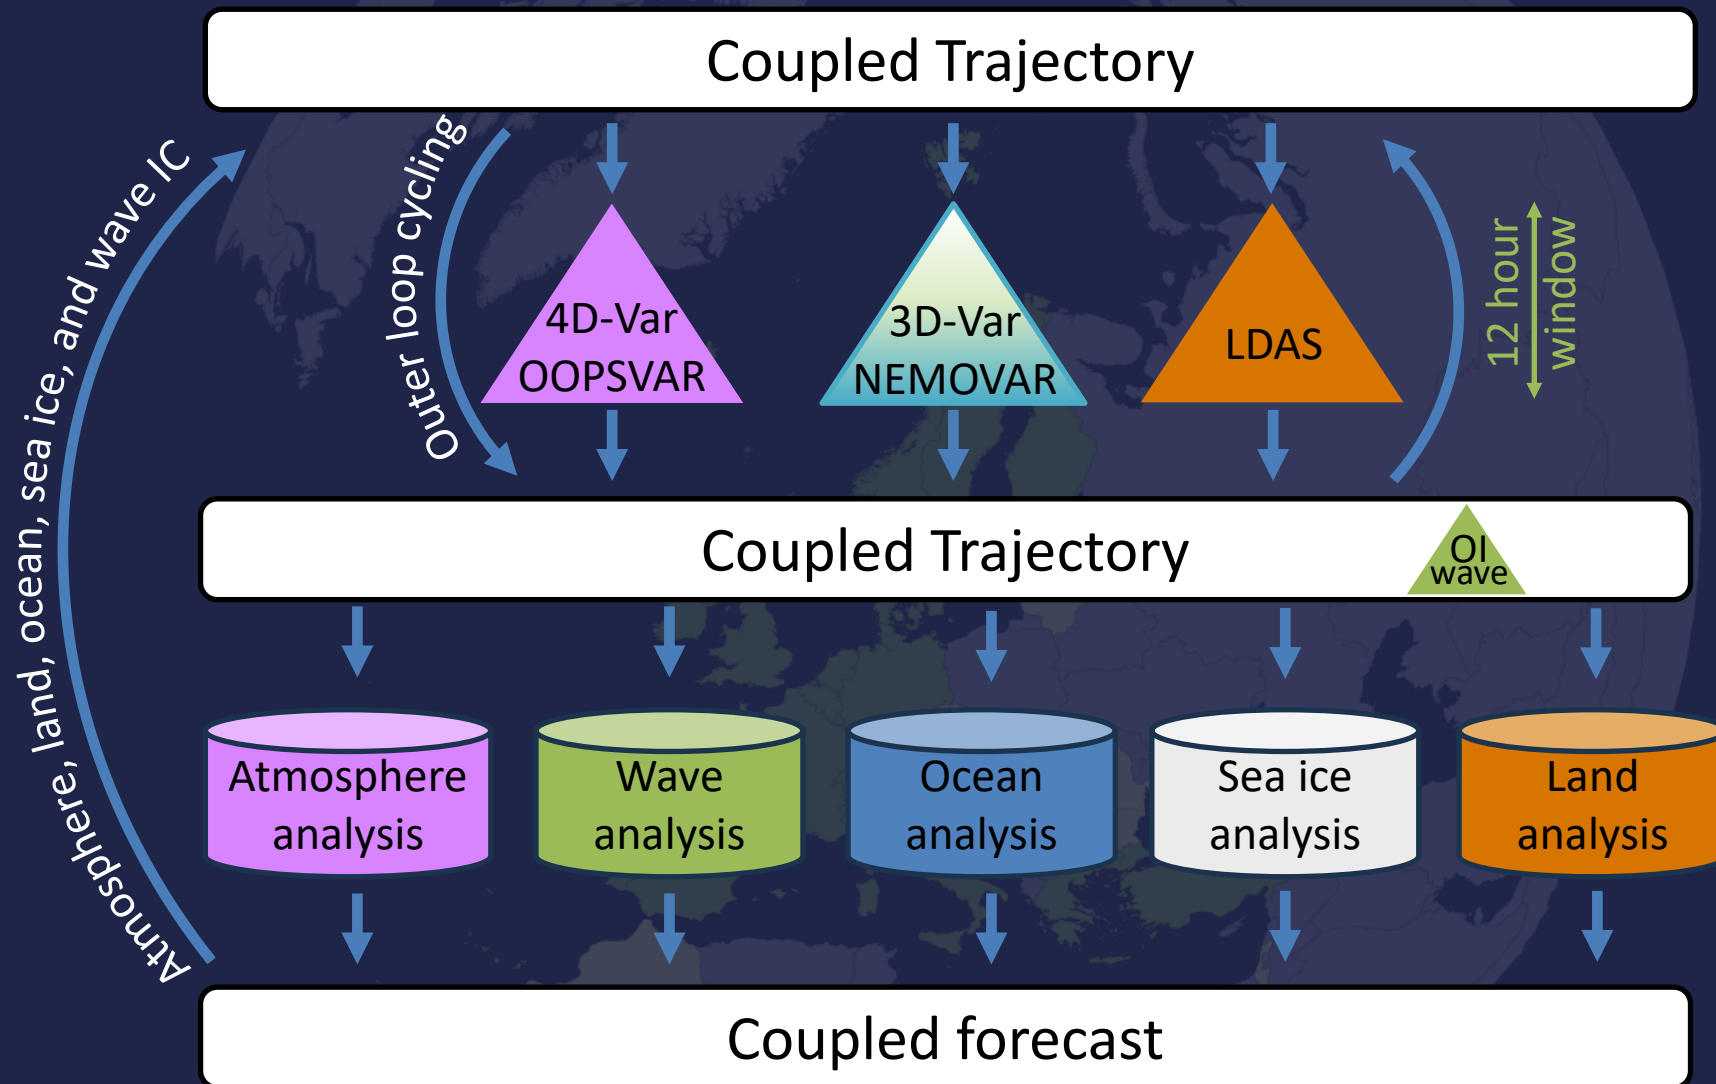 Coupled Trajectory
Outer loop cycling
Atmosphere, land, ocean, sea ice, and wave IC
4D-Var
OOPSVAR
3D-Var
NEMOVAR
LDAS
12 hour
window
Coupled Trajectory
OI
wave
Atmosphere
analysis
Wave
analysis
Ocean
analysis
Sea ice
analysis
Land
analysis
Coupled forecast